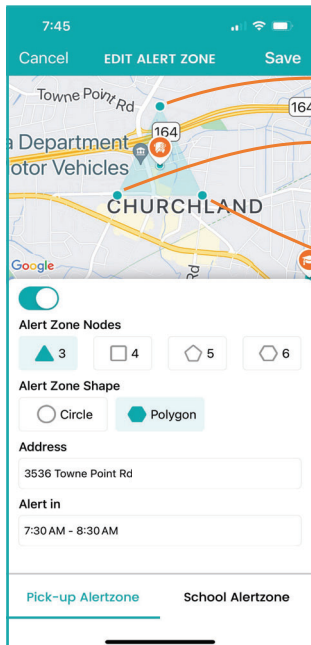 7:45
Cancel EDIT ALERT ZONE Save
Towne Point Rd
164
164
a Department
otor Vehicles
CHURCHLAND
Rd
Google
Alert Zone Nodes
3 4 5 6
Alert Zone Shape
Circle Polygon
Address
3536 Towne Point Rd
Alert in
7:30 AM - 8:30 AM
Pick-up Alertzone School Alertzone